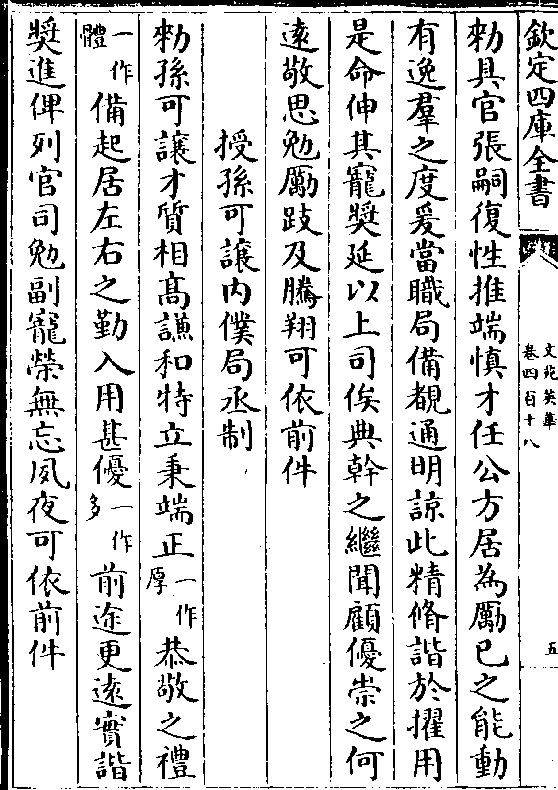 欽定四庫全書
文苑英華
卷四百十八
五
勑具官張嗣復性推端慎才任公方居為厲已之能動
有逸羣之度爰當職局備覩通明諒此精脩諧於擢用
是命伸其寵奬延以上司俟典幹之繼聞顧優崇之何
遠敬思勉勵跂及騰翔可依前件
授孫可譲内僕局丞制
勑孫可譲才質相髙謙和特立秉端正一作厚恭敬之禮
一作體備起居左右之勤入用甚優一作多前途更遠實諧
奬進俾列官司勉副寵榮無忘夙夜可依前件